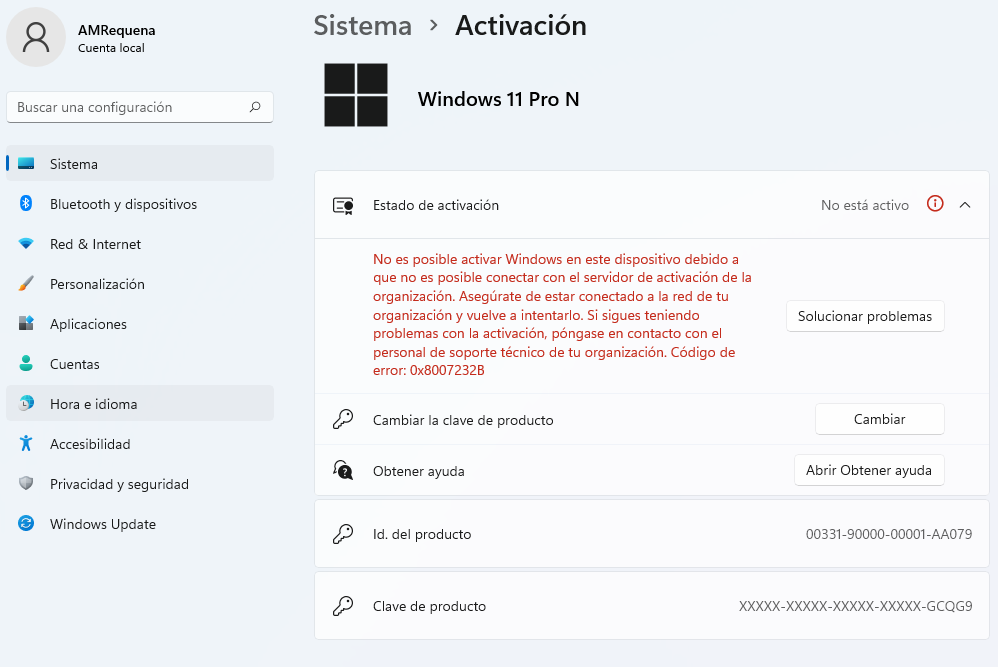 AMRequena
Cuenta local
Buscar una configuración
Sistema
Bluetooth y dispositivos
Red & Internet
Personalización
Aplicaciones
Cuentas
Hora e idioma
Accesibilidad
Privacidad y seguridad
Windows Update
Sistema › Activación
Windows 11 Pro N
Estado de activación
No está activo
No es posible activar Windows en este dispositivo debido a
que no es posible conectar con el servidor de activación de la
organización. Asegúrate de estar conectado a la red de tu
organización y vuelve a intentarlo. Si sigues teniendo
problemas con la activación, póngase en contacto con el
personal de soporte técnico de tu organización. Código de
error: 0x8007232B
Solucionar problemas
Cambiar la clave de producto
Cambiar
Obtener ayuda
Abrir Obtener ayuda
Id. del producto
00331-90000-00001-AA079
Clave de producto
XXXXX-XXXXX-XXXXX-XXXXX-GCQG9